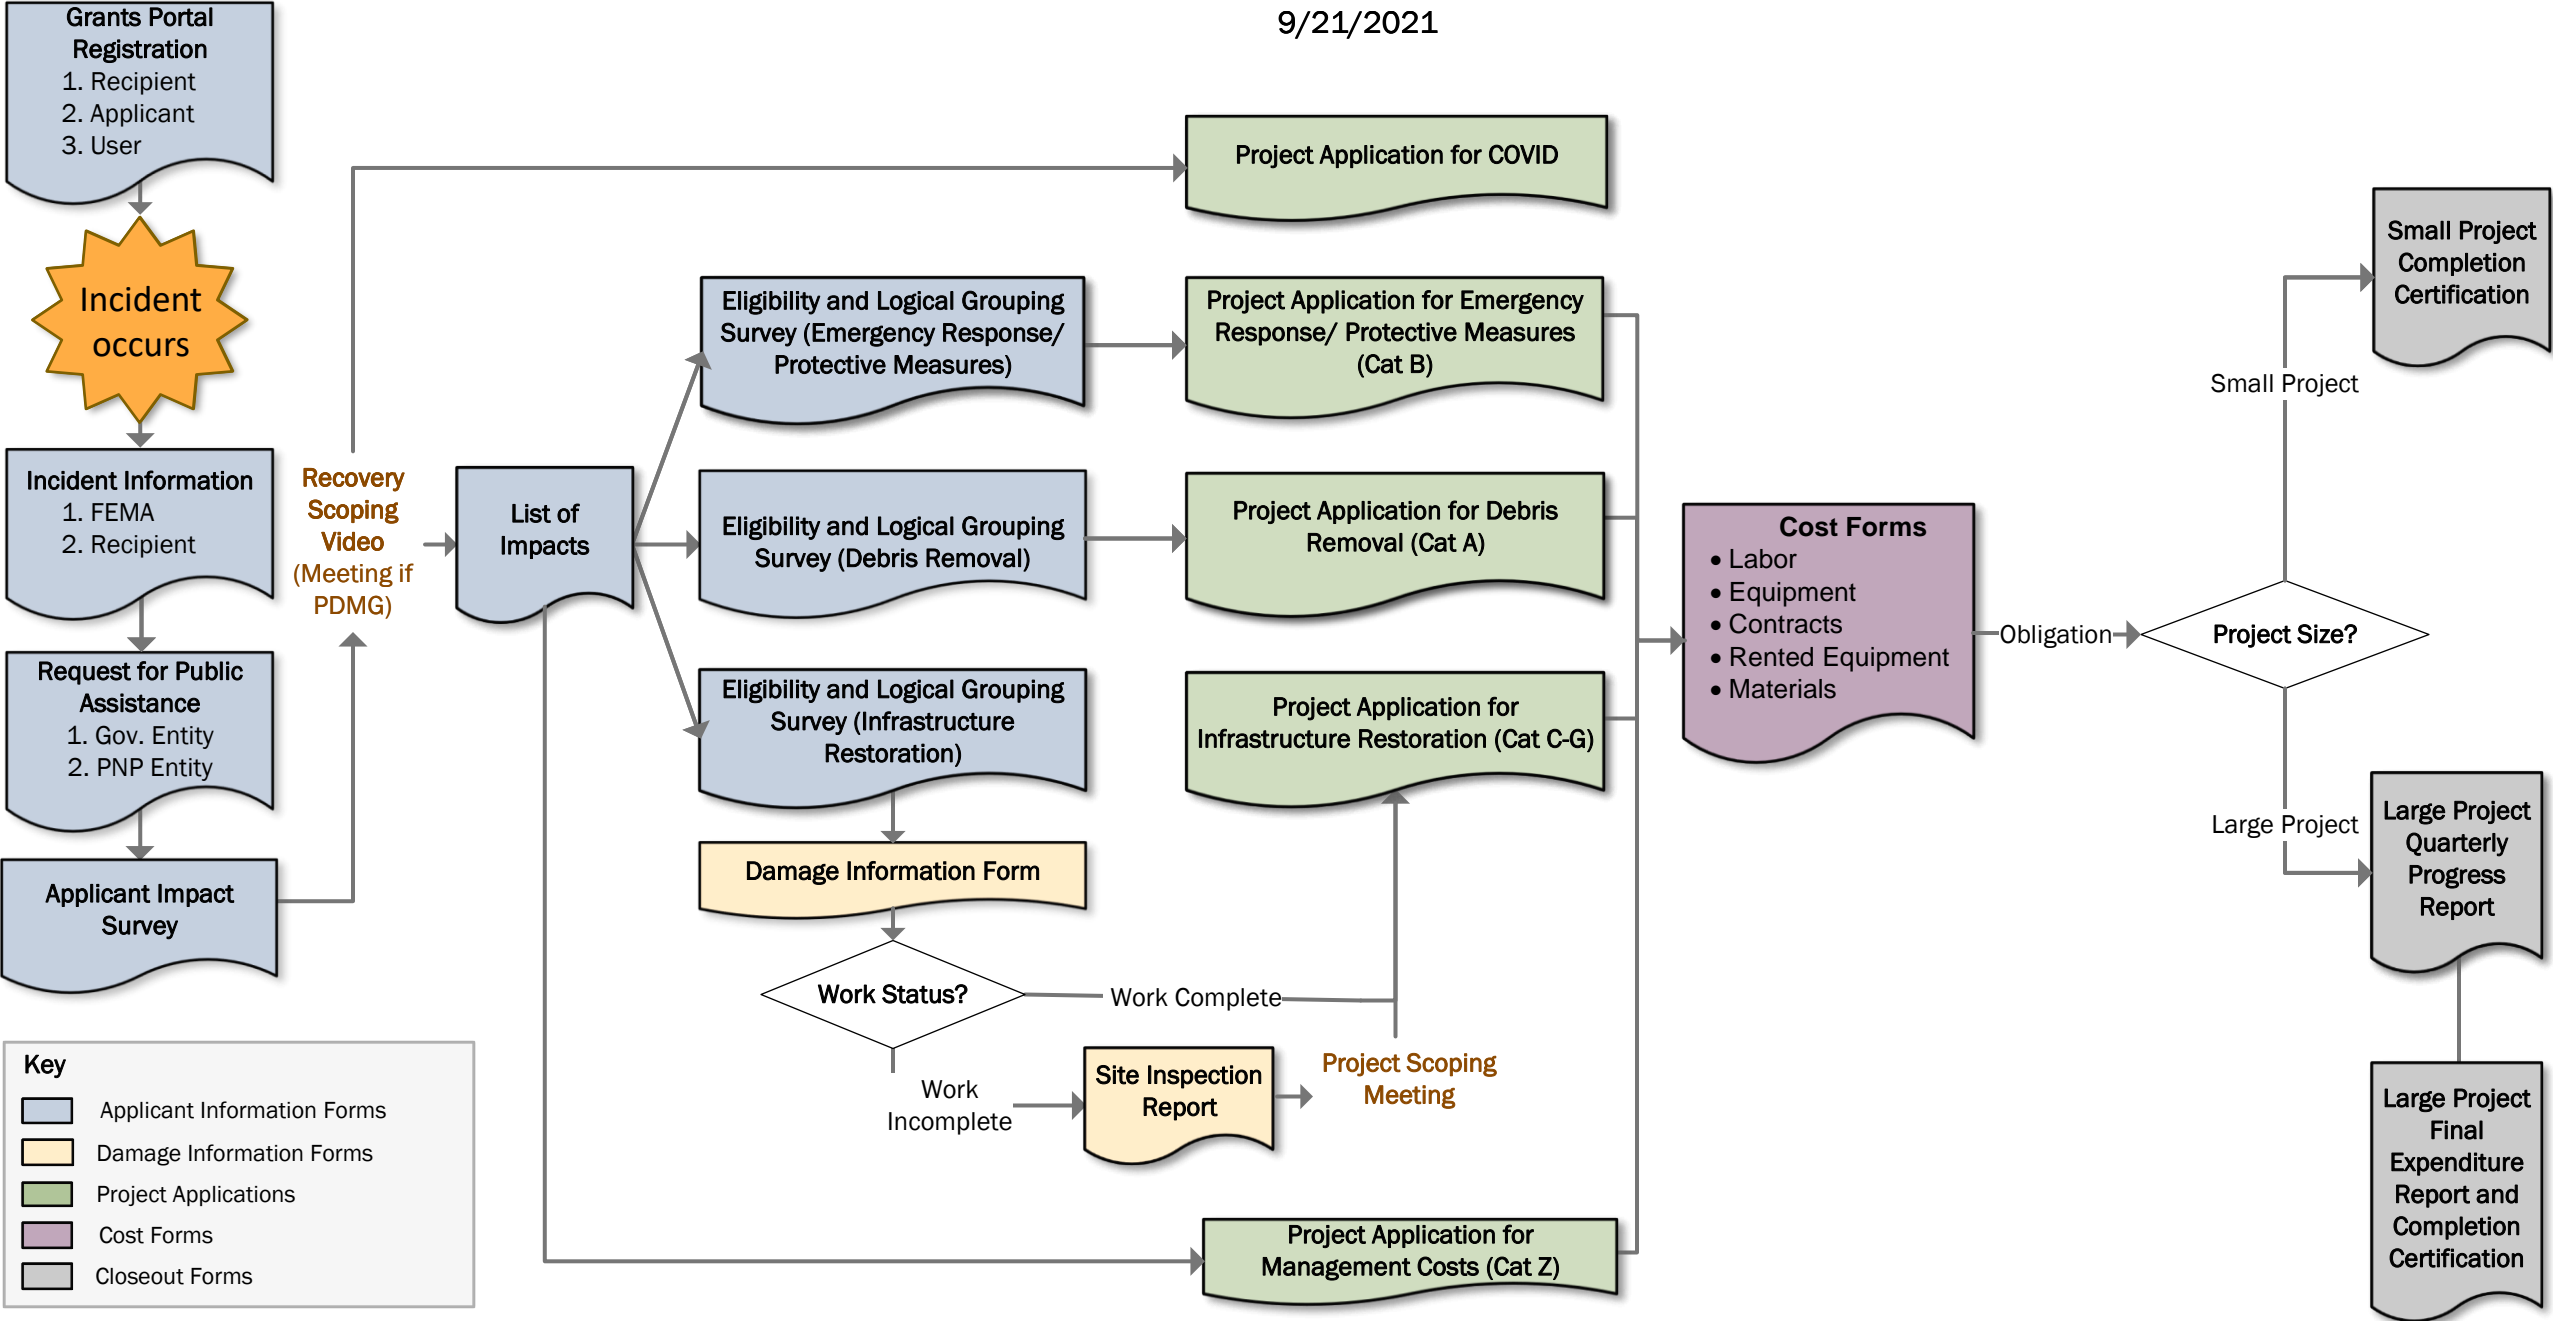 9/21/2021
Grants Portal
Registration
1. Recipient
2. Applicant
3. User
Incident
occurs
Incident Information
1. FEMA
2. Recipient
Request for Public
Assistance
1. Gov. Entity
2. PNP Entity
Applicant Impact
Survey
Recovery
Scoping
Video
(Meeting if
PDMG)
List of
Impacts
Project Application for COVID
Eligibility and Logical Grouping
Survey (Emergency Response/
Protective Measures)
Project Application for Emergency
Response/ Protective Measures
(Cat B)
Eligibility and Logical Grouping
Survey (Debris Removal)
Project Application for Debris
Removal (Cat A)
Eligibility and Logical Grouping
Survey (Infrastructure
Restoration)
Project Application for
Infrastructure Restoration (Cat C-G)
Damage Information Form
Work Status?
Work Complete
Work
Incomplete
Site Inspection
Report
Project Scoping
Meeting
Project Application for
Management Costs (Cat Z)
Cost Forms
• Labor
• Equipment
• Contracts
• Rented Equipment
• Materials
Obligation
Project Size?
Small Project
Small Project
Completion
Certification
Large Project
Large Project
Quarterly
Progress
Report
Large Project
Final
Expenditure
Report and
Completion
Certification
Key
Applicant Information Forms
Damage Information Forms
Project Applications
Cost Forms
Closeout Forms